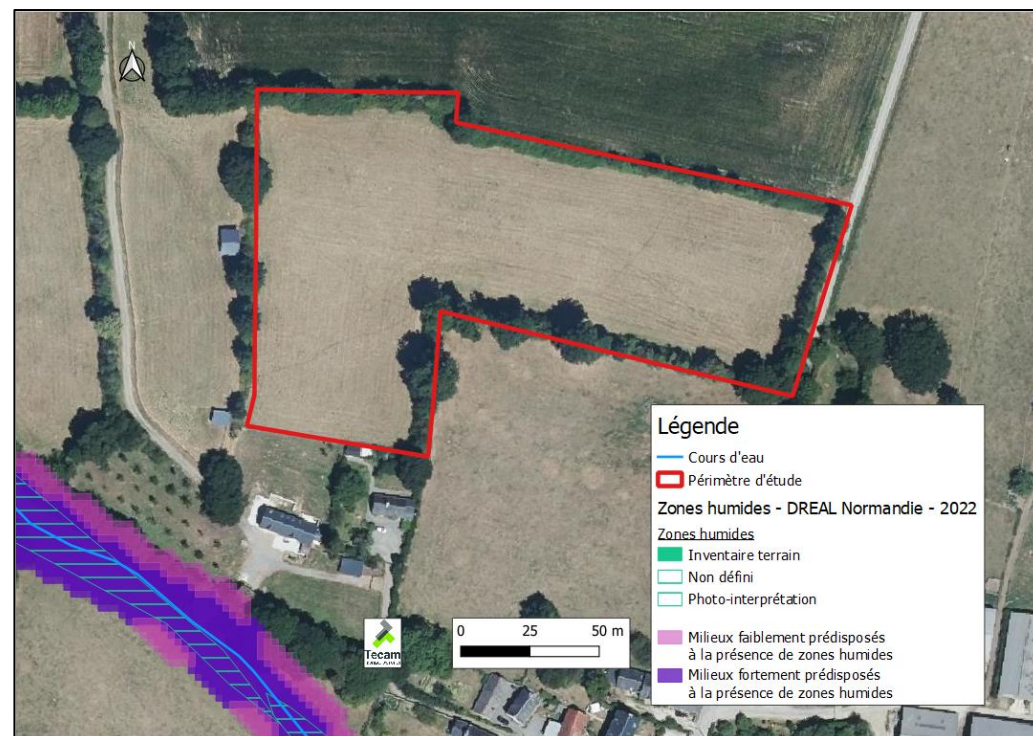 N
Légende
Cours d'eau
Périmètre d'étude
Zones humides - DREAL Normandie - 2022
Zones humides
Inventaire terrain
Non défini
Photo-interprétation
Milieux faiblement prédisposés
à la présence de zones humides
Milieux fortement prédisposés
à la présence de zones humides
0 25 50 m
Tecam